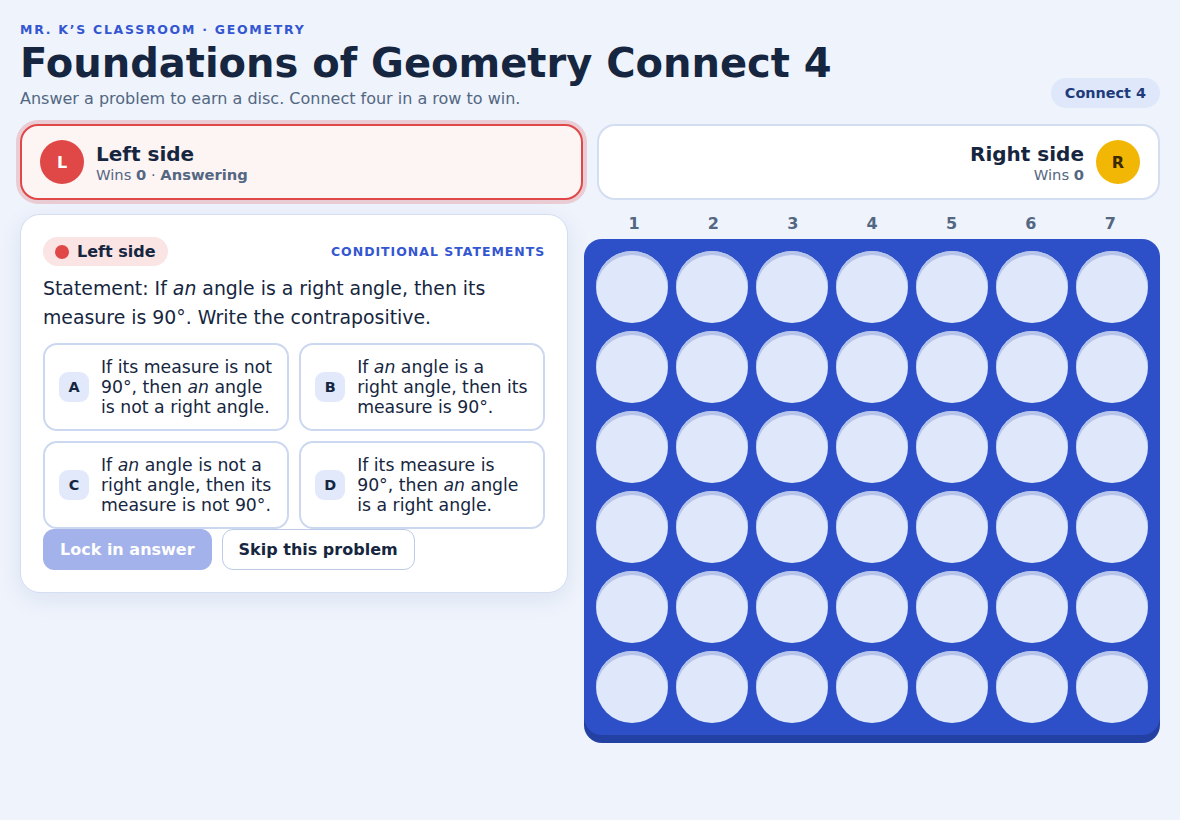 MR. K’S CLASSROOM · GEOMETRY
Foundations of Geometry Connect 4
Answer a problem to earn a disc. Connect four in a row to win.
Connect 4
L
Left side
Wins 0 · Answering
Right side
Wins 0
R
Left side
CONDITIONAL STATEMENTS
Statement: If an angle is a right angle, then its
measure is 90°. Write the contrapositive.
A
If its measure is not
90°, then an angle
is not a right angle.
B
If an angle is a
right angle, then its
measure is 90°.
C
If an angle is not a
right angle, then its
measure is not 90°.
D
If its measure is
90°, then an angle
is a right angle.
Lock in answer
Skip this problem
1 2 3 4 5 6 7